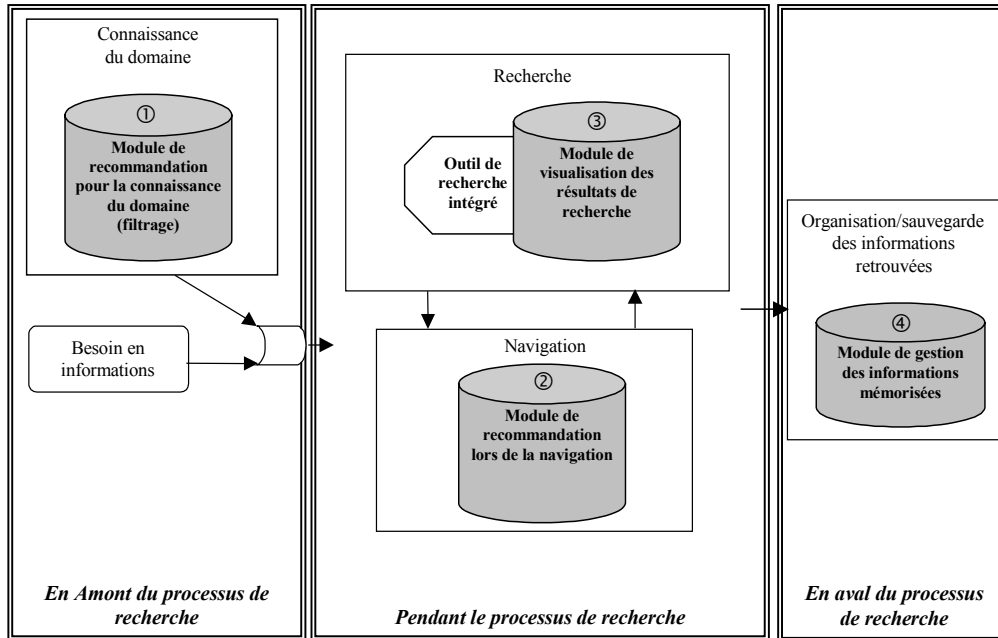 Connaissance
du domaine
①
Module de
recommandation
pour la connaissance
du domaine
(filtrage)
Besoin en
informations
En Amont du processus de
recherche
Recherche
Outil de
recherche
intégré
③
Module de
visualisation des
résultats de
recherche
Navigation
②
Module de
recommandation
lors de la navigation
Pendant le processus de recherche
Organisation/sauvegarde
des informations
retrouvées
④
Module de gestion
des informations
mémorisées
En aval du processus
de recherche